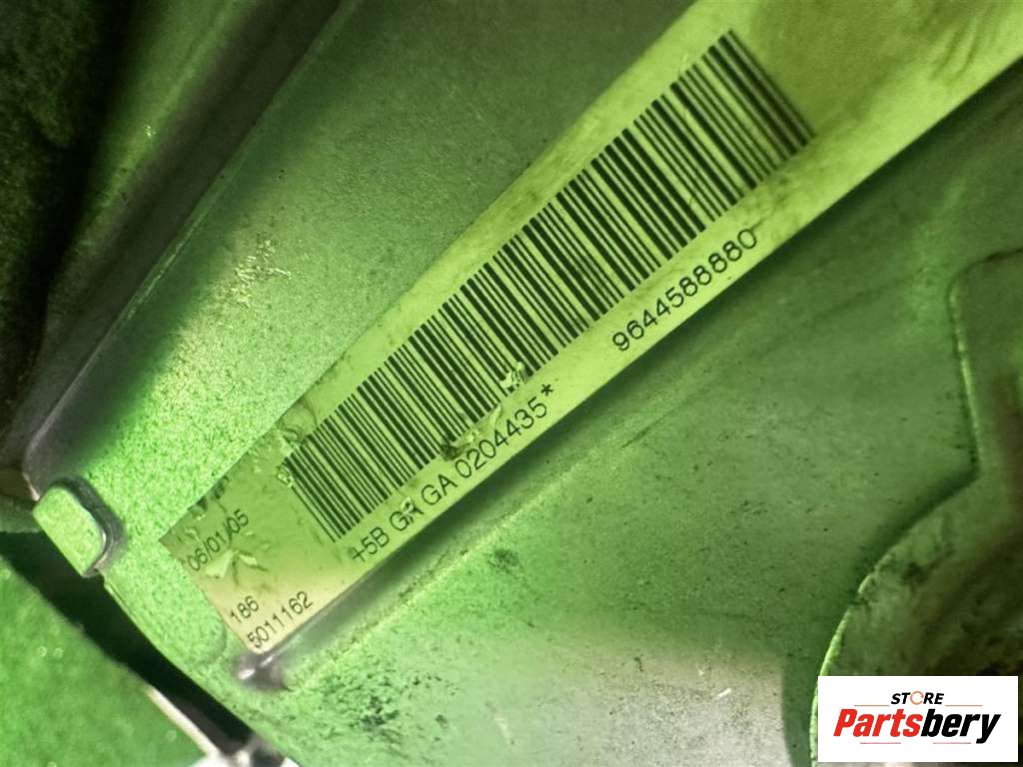 9644588880
+5B GR GA 0204435*
06/01/05
186
5011162
STORE
Partsbery